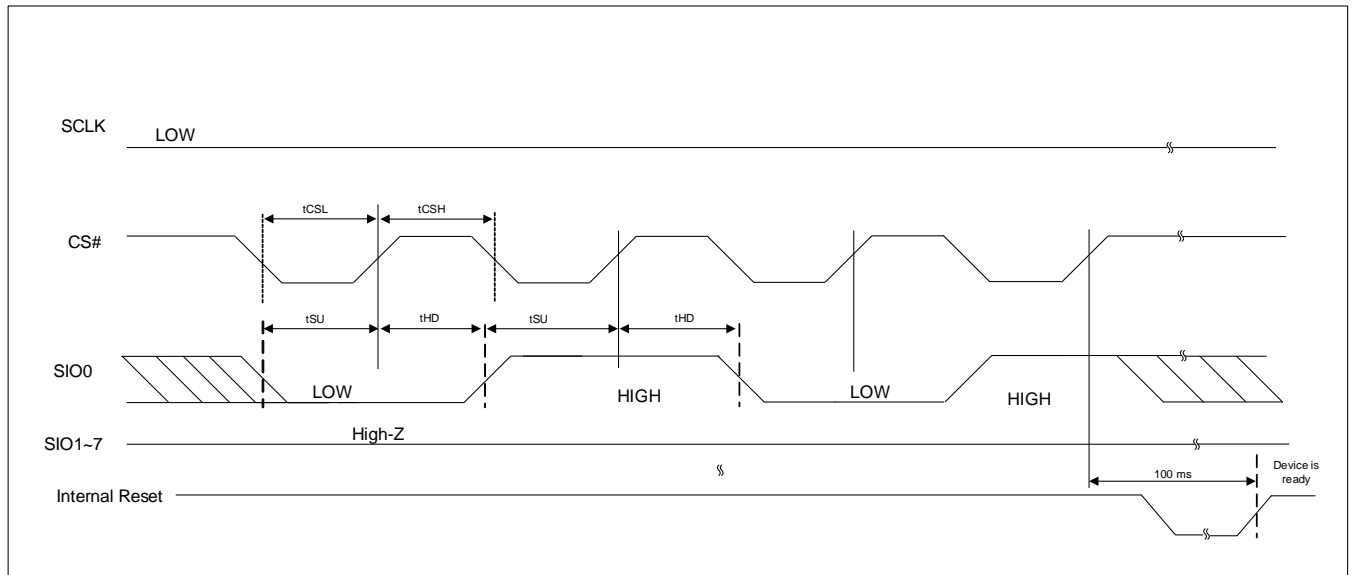 SCLK
LOW
tCSL
tCSH
CS#
tSU
tHD
tSU
tHD
SIO0
LOW
HIGH
LOW
HIGH
High-Z
SIO1~7
100 ms
Device is
ready
Internal Reset